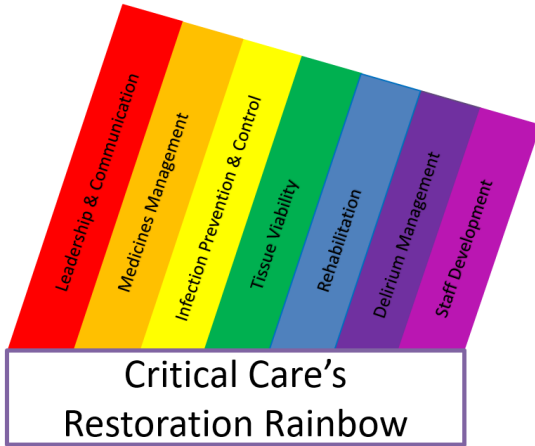 Leadership & Communication
Medicines Management
Infection Prevention & Control
Tissue Viability
Rehabilitation
Delirium Management
Staff Development
Critical Care's
Restoration Rainbow